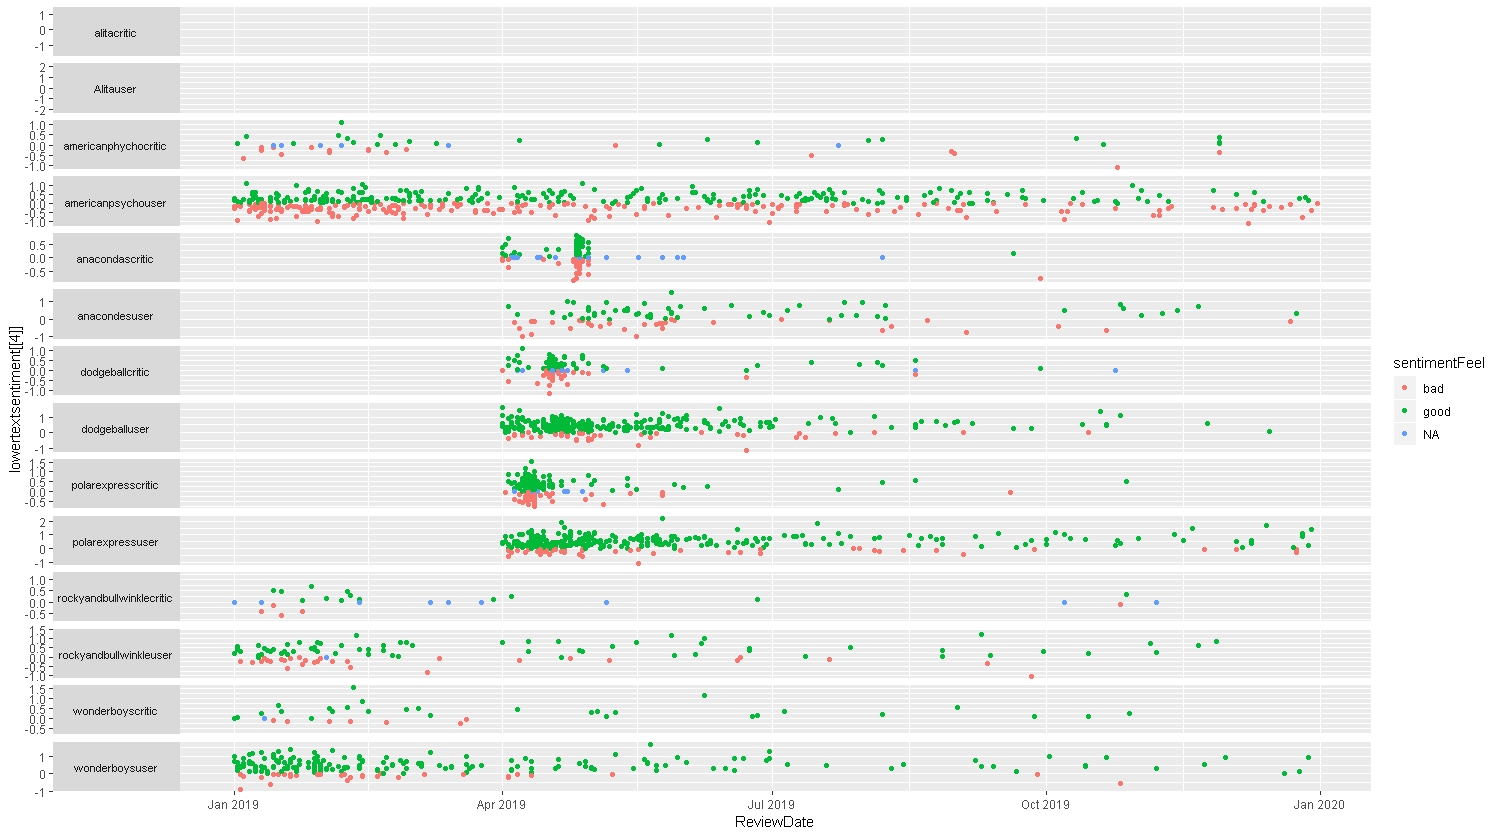 alitacritic
1
0
-1
Alitauser
2
1
0
-1
-2
americanphychocritic
1.0
0.5
0.0
-0.5
-1.0
americanpsychouser
1.0
0.5
0.0
-0.5
-1.0
anacondascritic
0.5
0.0
-0.5
anacondesuser
1
0
-1
dodgeballcritic
1.0
0.5
0.0
-0.5
-1.0
dodgeballuser
1
0
-1
polarexpresscritic
1.5
1.0
0.5
0.0
-0.5
polarexpressuser
2
1
0
-1
rockyandbullwinklecritic
1.0
0.5
0.0
-0.5
rockyandbullwinkleuser
1.5
1.0
0.5
0.0
-0.5
-1.0
wonderboyscritic
1.5
1.0
0.5
0.0
-0.5
wonderboysuser
1
0
-1
lowertextsentiment[[4]]
Jan 2019
Apr 2019
Jul 2019
Oct 2019
Jan 2020
ReviewDate
sentimentFeel
bad
good
NA